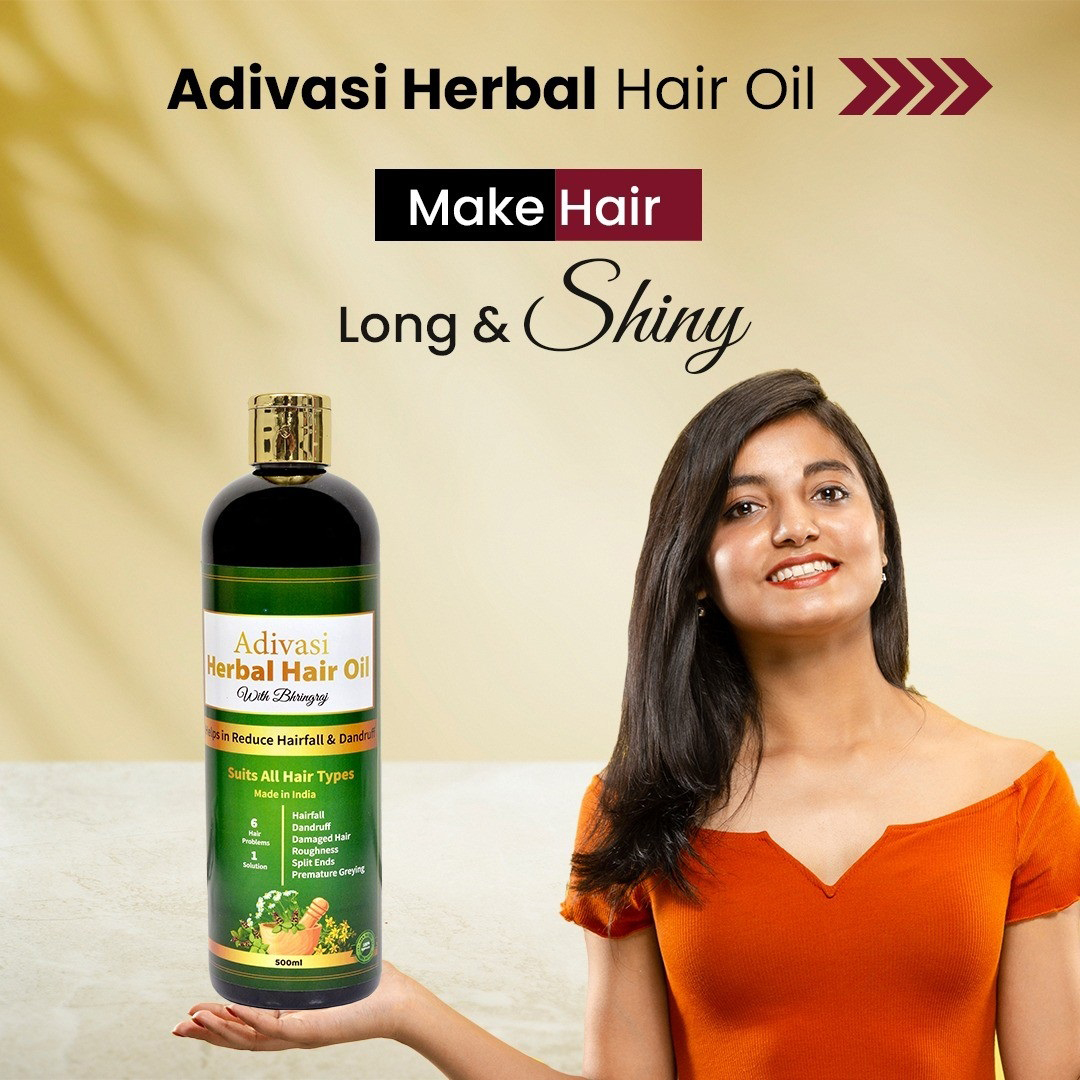 Adivasi Herbal Hair Oil
Make Hair
Long & Shiny
Adivasi
Herbal Hair Oil
With Bhringraj
elps in Reduce Hairfall & Dandruff
Suits All Hair Types
Made in India
6
Hair
Problems
1
Solution
Hairfall
Dandruff
Damaged Hair
Roughness
Split Ends
Premature Greying
500ml